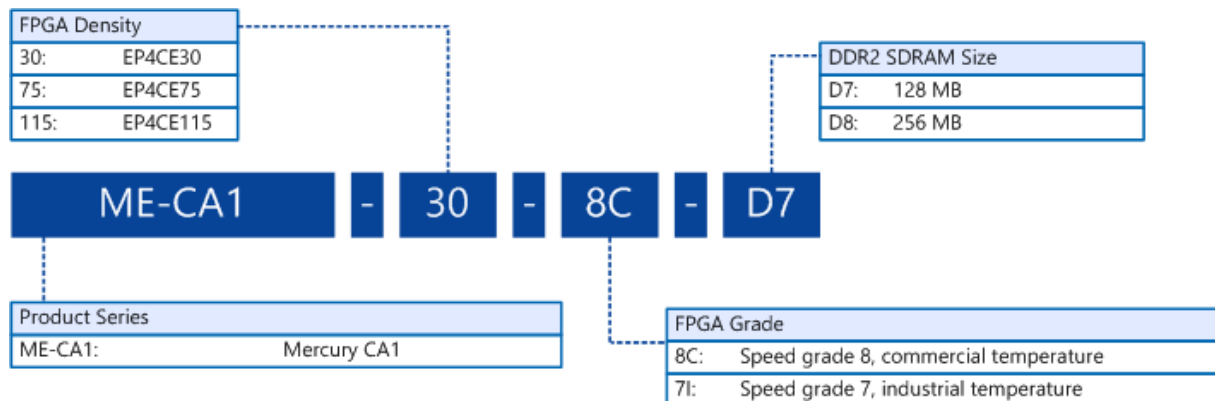 FPGA Density
30: EP4CE30
75: EP4CE75
115: EP4CE115
DDR2 SDRAM Size
D7: 128 MB
D8: 256 MB
ME-CA1 - 30 - 8C - D7
Product Series
ME-CA1: Mercury CA1
FPGA Grade
8C: Speed grade 8, commercial temperature
7I: Speed grade 7, industrial temperature